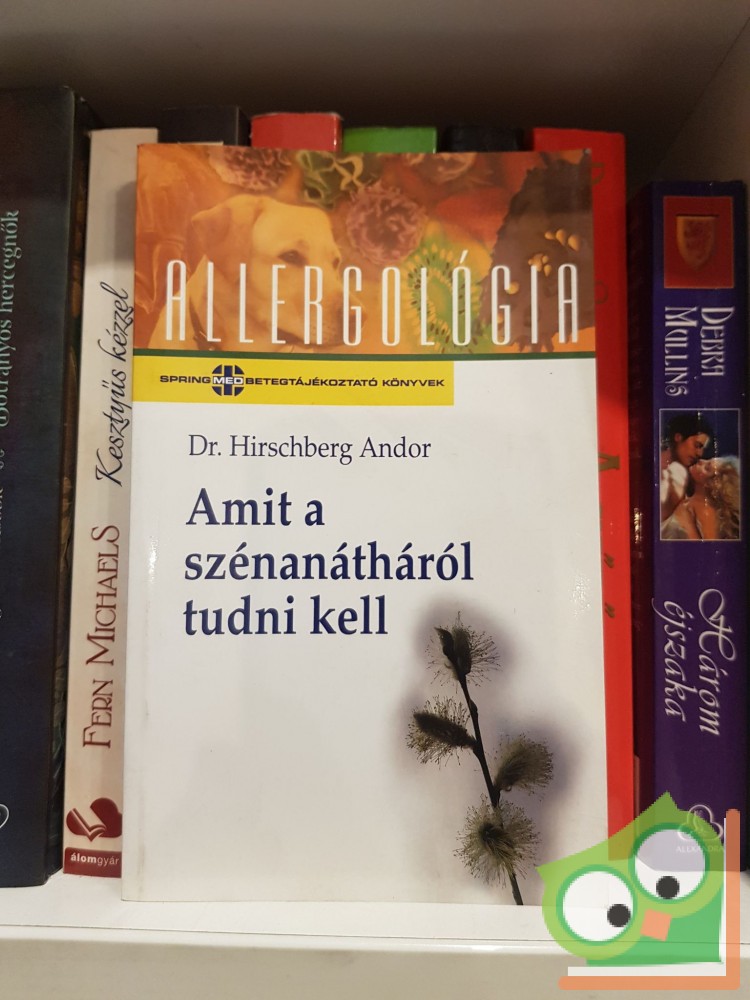 ALLERGOLÓGIA
SPRINGMED BETEGTÁJÉKOZTATÓ KÖNYVEK
Dr. Hirschberg Andor
Amit a
szénanátháról
tudni kell
FERN MICHAELS Kesztyűs kézzel
álomgyár
DEBRA MULLINS
Három
éjszaka
hercegnők